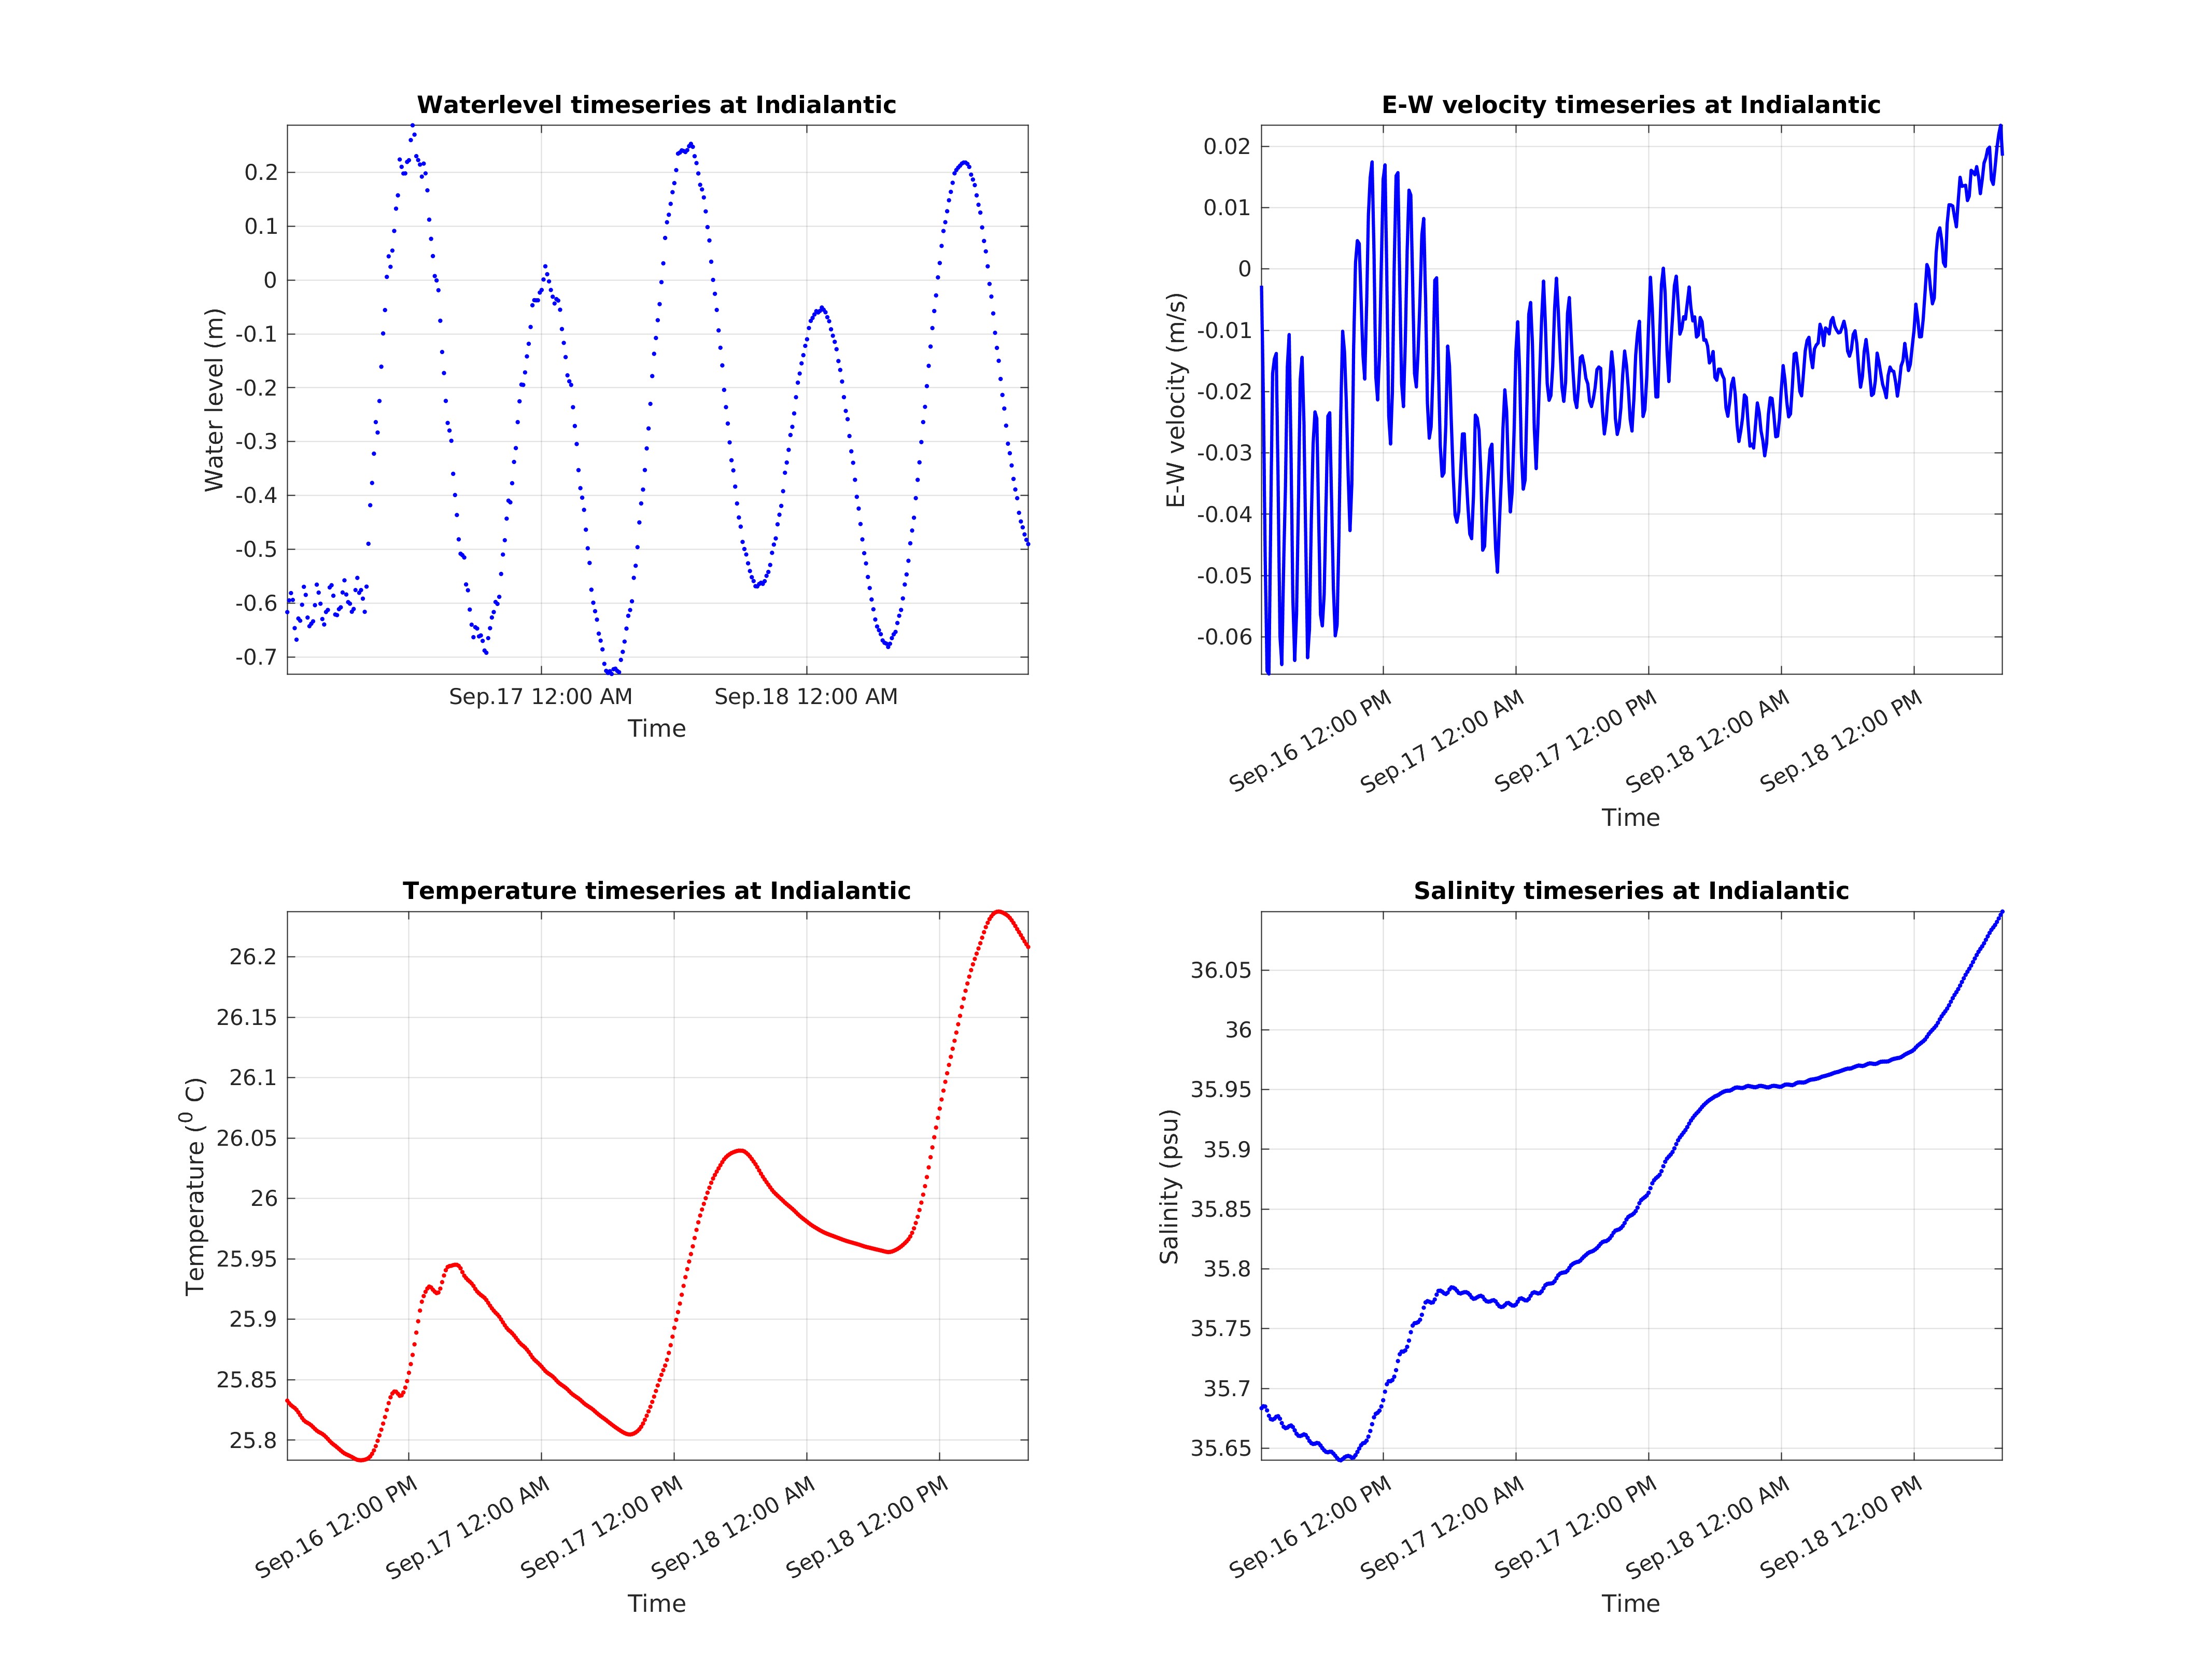 Waterlevel timeseries at Indialantic
0.2
0.1
0
-0.1
-0.2
-0.3
-0.4
-0.5
-0.6
-0.7
Water level (m)
Sep.17 12:00 AM
Sep.18 12:00 AM
Time
E-W velocity timeseries at Indialantic
0.02
0.01
0
-0.01
-0.02
-0.03
-0.04
-0.05
-0.06
E-W velocity (m/s)
Sep.16 12:00 PM
Sep.17 12:00 AM
Sep.17 12:00 PM
Sep.18 12:00 AM
Sep.18 12:00 PM
Time
Temperature timeseries at Indialantic
26.2
26.15
26.1
26.05
26
25.95
25.9
25.85
25.8
Temperature (⁰ C)
Sep.16 12:00 PM
Sep.17 12:00 AM
Sep.17 12:00 PM
Sep.18 12:00 AM
Sep.18 12:00 PM
Time
Salinity timeseries at Indialantic
36.05
36
35.95
35.9
35.85
35.8
35.75
35.7
35.65
Salinity (psu)
Sep.16 12:00 PM
Sep.17 12:00 AM
Sep.17 12:00 PM
Sep.18 12:00 AM
Sep.18 12:00 PM
Time